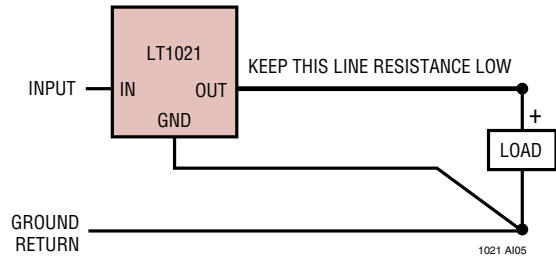 LT1021
KEEP THIS LINE RESISTANCE LOW
INPUT
IN
OUT
GND
+
LOAD
GROUND
RETURN
1021 AI05